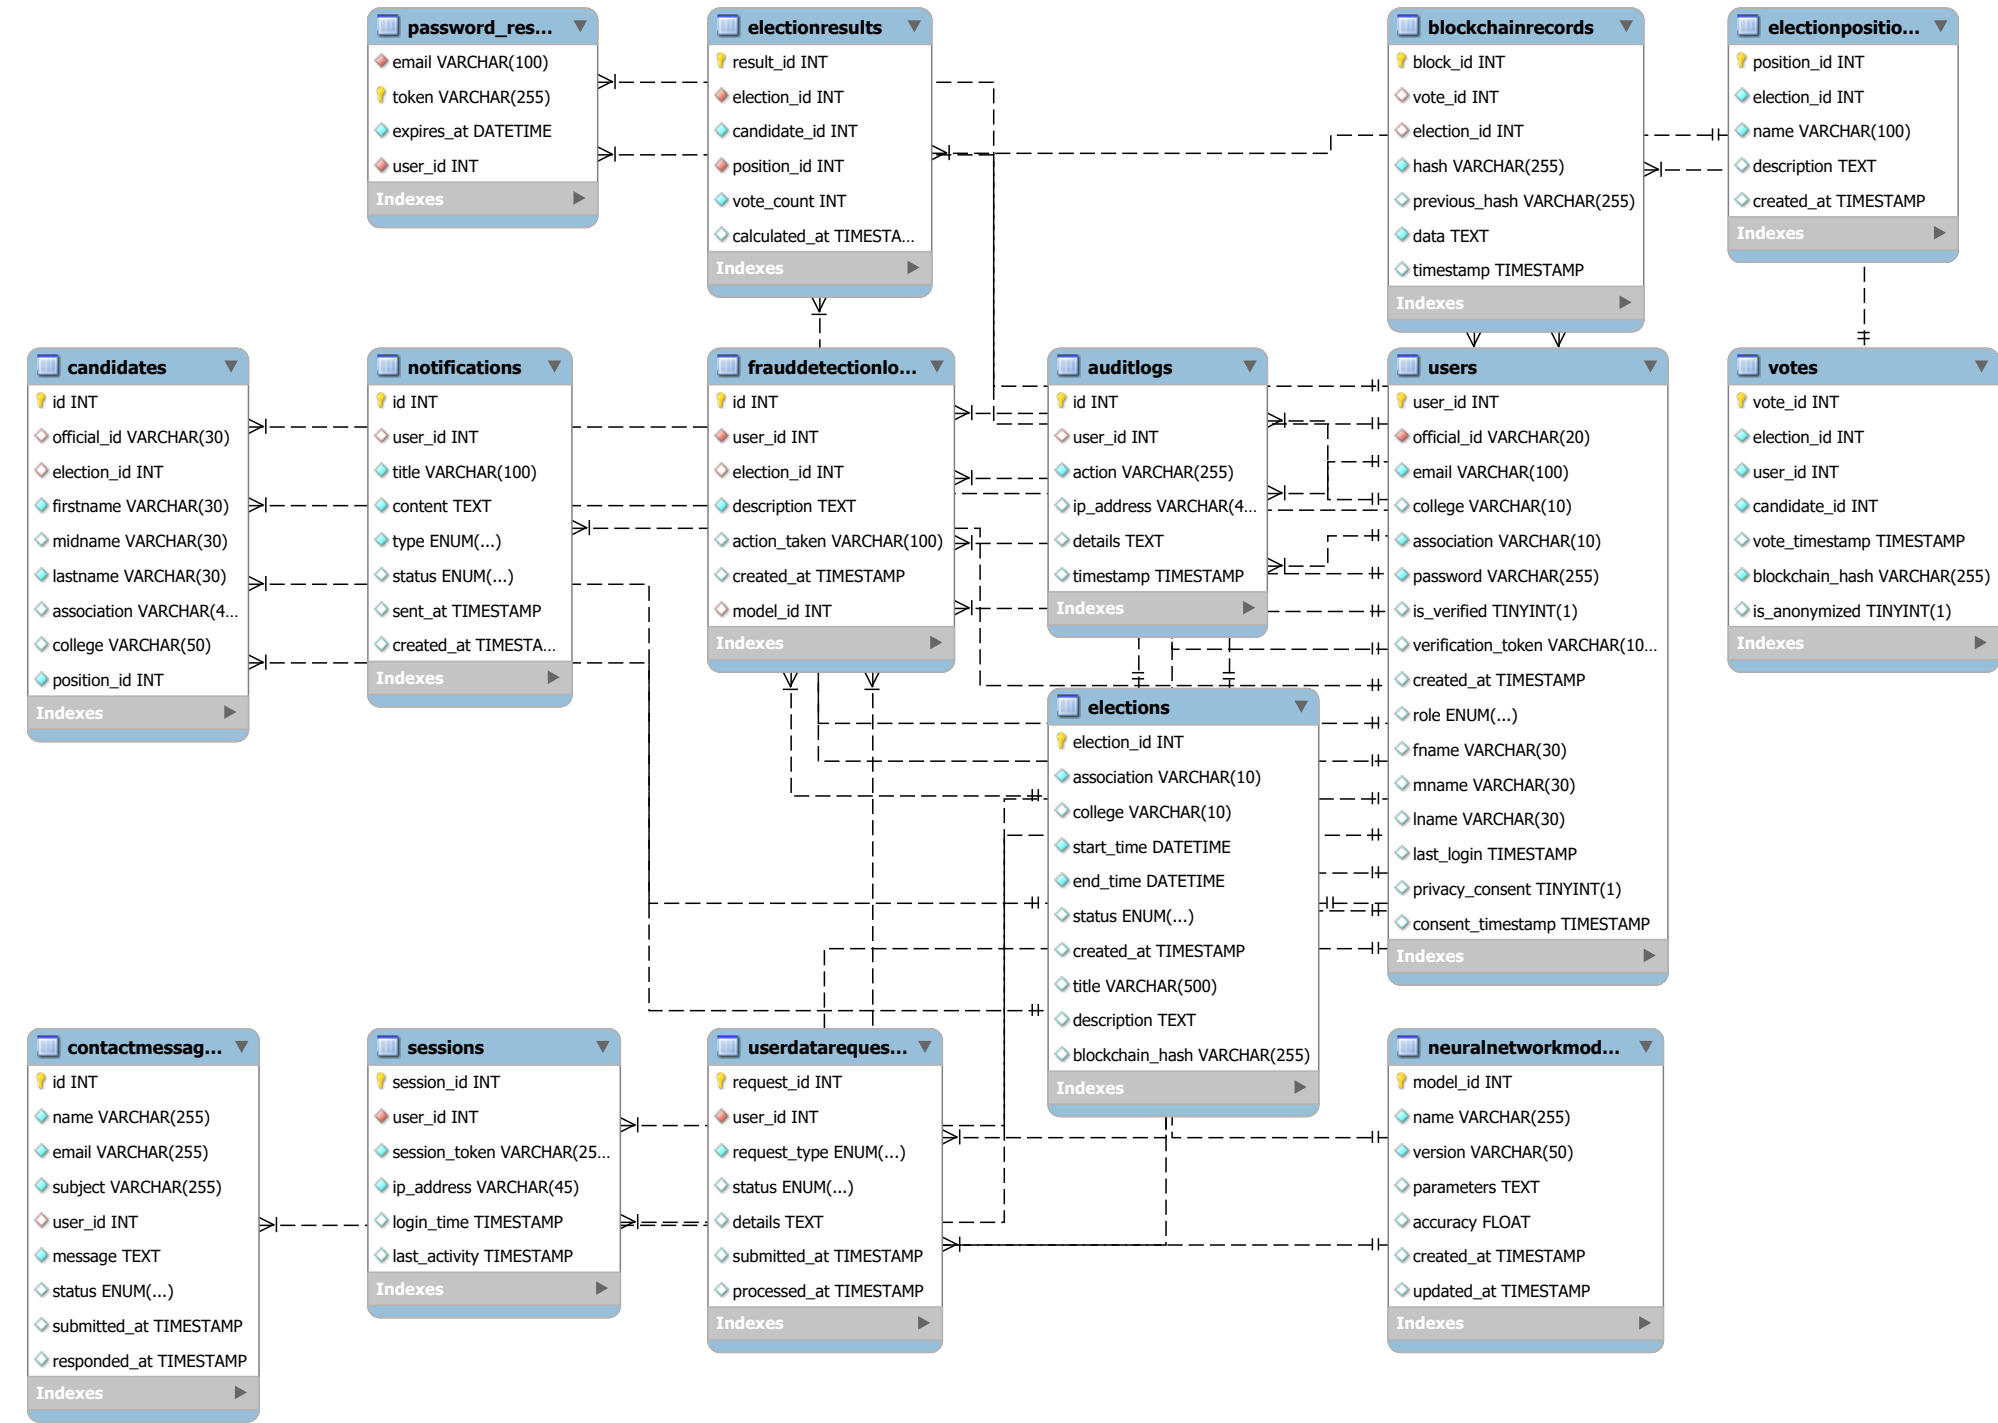 password_res...
email VARCHAR(100)
token VARCHAR(255)
expires_at DATETIME
user_id INT
Indexes
electionresults
result_id INT
election_id INT
candidate_id INT
position_id INT
vote_count INT
calculated_at TIMESTA...
Indexes
blockchainrecords
block_id INT
vote_id INT
election_id INT
hash VARCHAR(255)
previous_hash VARCHAR(255)
data TEXT
timestamp TIMESTAMP
Indexes
electionpositio...
position_id INT
election_id INT
name VARCHAR(100)
description TEXT
created_at TIMESTAMP
Indexes
candidates
id INT
official_id VARCHAR(30)
election_id INT
firstname VARCHAR(30)
midname VARCHAR(30)
lastname VARCHAR(30)
association VARCHAR(4...
college VARCHAR(50)
position_id INT
Indexes
notifications
id INT
user_id INT
title VARCHAR(100)
content TEXT
type ENUM(...)
status ENUM(...)
sent_at TIMESTAMP
created_at TIMESTA...
Indexes
frauddetectionlo...
id INT
user_id INT
election_id INT
description TEXT
action_taken VARCHAR(100)
created_at TIMESTAMP
model_id INT
Indexes
auditlogs
id INT
user_id INT
action VARCHAR(255)
ip_address VARCHAR(4...
details TEXT
timestamp TIMESTAMP
Indexes
users
user_id INT
official_id VARCHAR(20)
email VARCHAR(100)
college VARCHAR(10)
association VARCHAR(10)
password VARCHAR(255)
is_verified TINYINT(1)
verification_token VARCHAR(10...
created_at TIMESTAMP
role ENUM(...)
fname VARCHAR(30)
mname VARCHAR(30)
lname VARCHAR(30)
last_login TIMESTAMP
privacy_consent TINYINT(1)
consent_timestamp TIMESTAMP
Indexes
votes
vote_id INT
election_id INT
user_id INT
candidate_id INT
vote_timestamp TIMESTAMP
blockchain_hash VARCHAR(255)
is_anonymized TINYINT(1)
Indexes
elections
election_id INT
association VARCHAR(10)
college VARCHAR(10)
start_time DATETIME
end_time DATETIME
status ENUM(...)
created_at TIMESTAMP
title VARCHAR(500)
description TEXT
blockchain_hash VARCHAR(255)
Indexes
contactmessag...
id INT
name VARCHAR(255)
email VARCHAR(255)
subject VARCHAR(255)
user_id INT
message TEXT
status ENUM(...)
submitted_at TIMESTAMP
responded_at TIMESTAMP
Indexes
sessions
session_id INT
user_id INT
session_token VARCHAR(25...
ip_address VARCHAR(45)
login_time TIMESTAMP
last_activity TIMESTAMP
Indexes
userdatareques...
request_id INT
user_id INT
request_type ENUM(...)
status ENUM(...)
details TEXT
submitted_at TIMESTAMP
processed_at TIMESTAMP
Indexes
neuralnetworkmod...
model_id INT
name VARCHAR(255)
version VARCHAR(50)
parameters TEXT
accuracy FLOAT
created_at TIMESTAMP
updated_at TIMESTAMP
Indexes